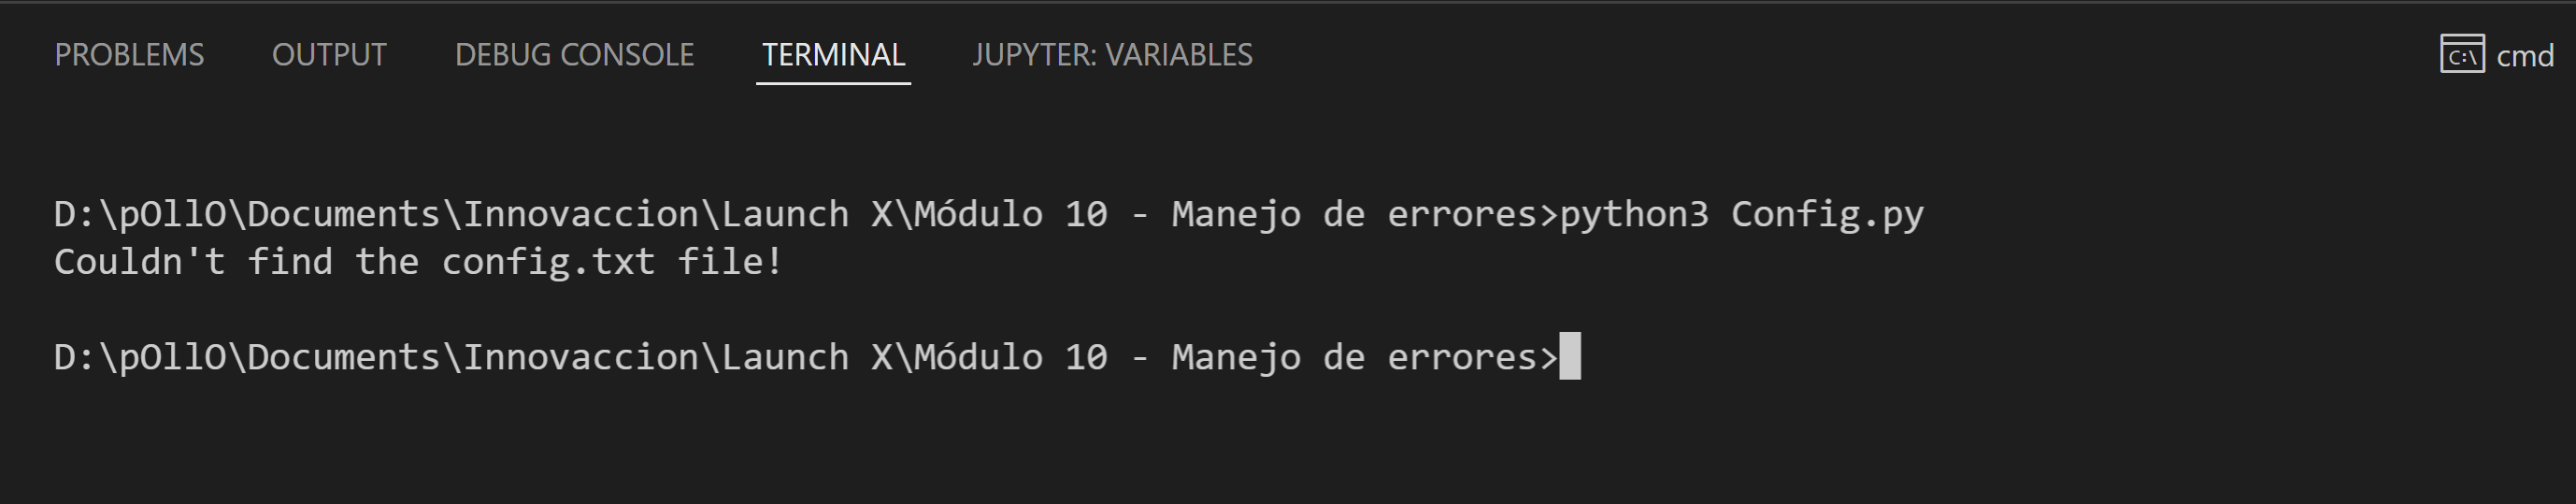 PROBLEMS OUTPUT DEBUG CONSOLE TERMINAL JUPYTER: VARIABLES C:\ cmd
D:\pOllO\Documents\Innovaccion\Launch X\Módulo 10 - Manejo de errores>python3 Config.py
Couldn't find the config.txt file!
D:\pOllO\Documents\Innovaccion\Launch X\Módulo 10 - Manejo de errores>